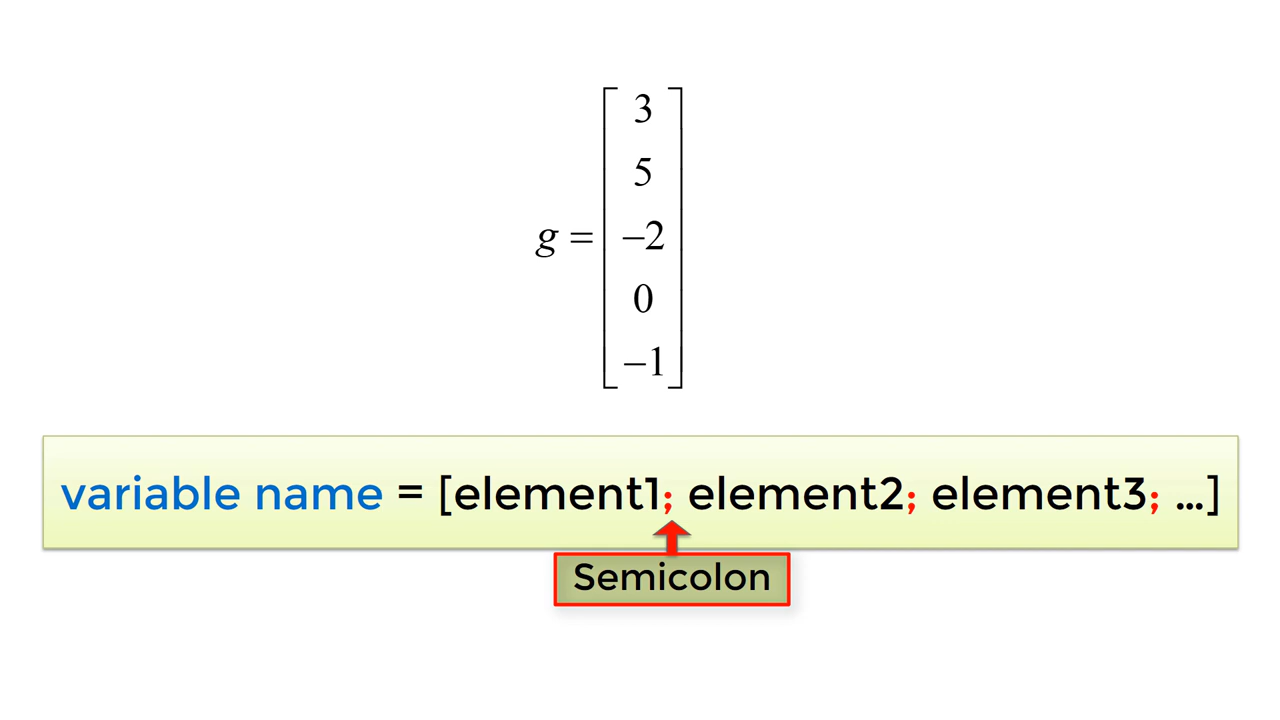 3
5
g = −2
0
−1
variable name = [element1; element2; element3; ...]
Semicolon